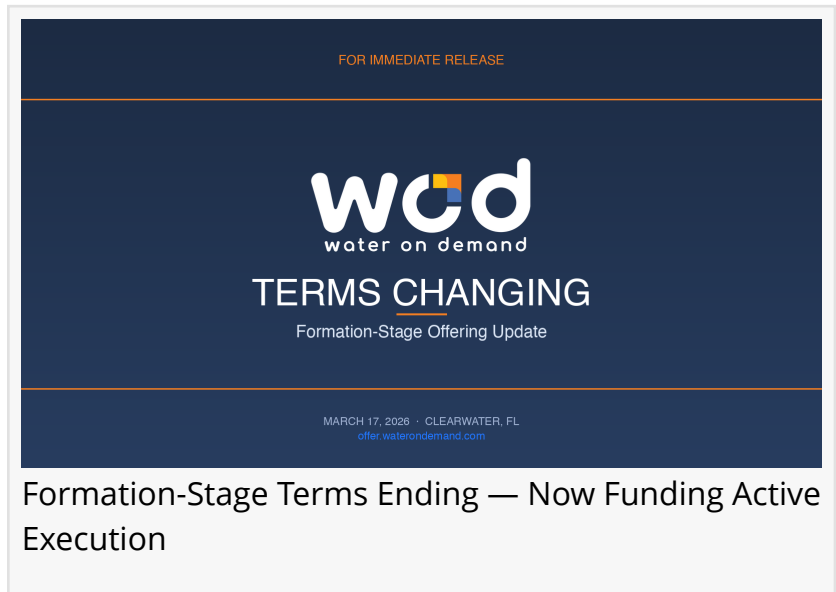 FOR IMMEDIATE RELEASE
wod
water on demand
TERMS CHANGING
Formation-Stage Offering Update
MARCH 17, 2026 · CLEARWATER, FL
offer.waterondemand.com
Formation-Stage Terms Ending — Now Funding Active
Execution